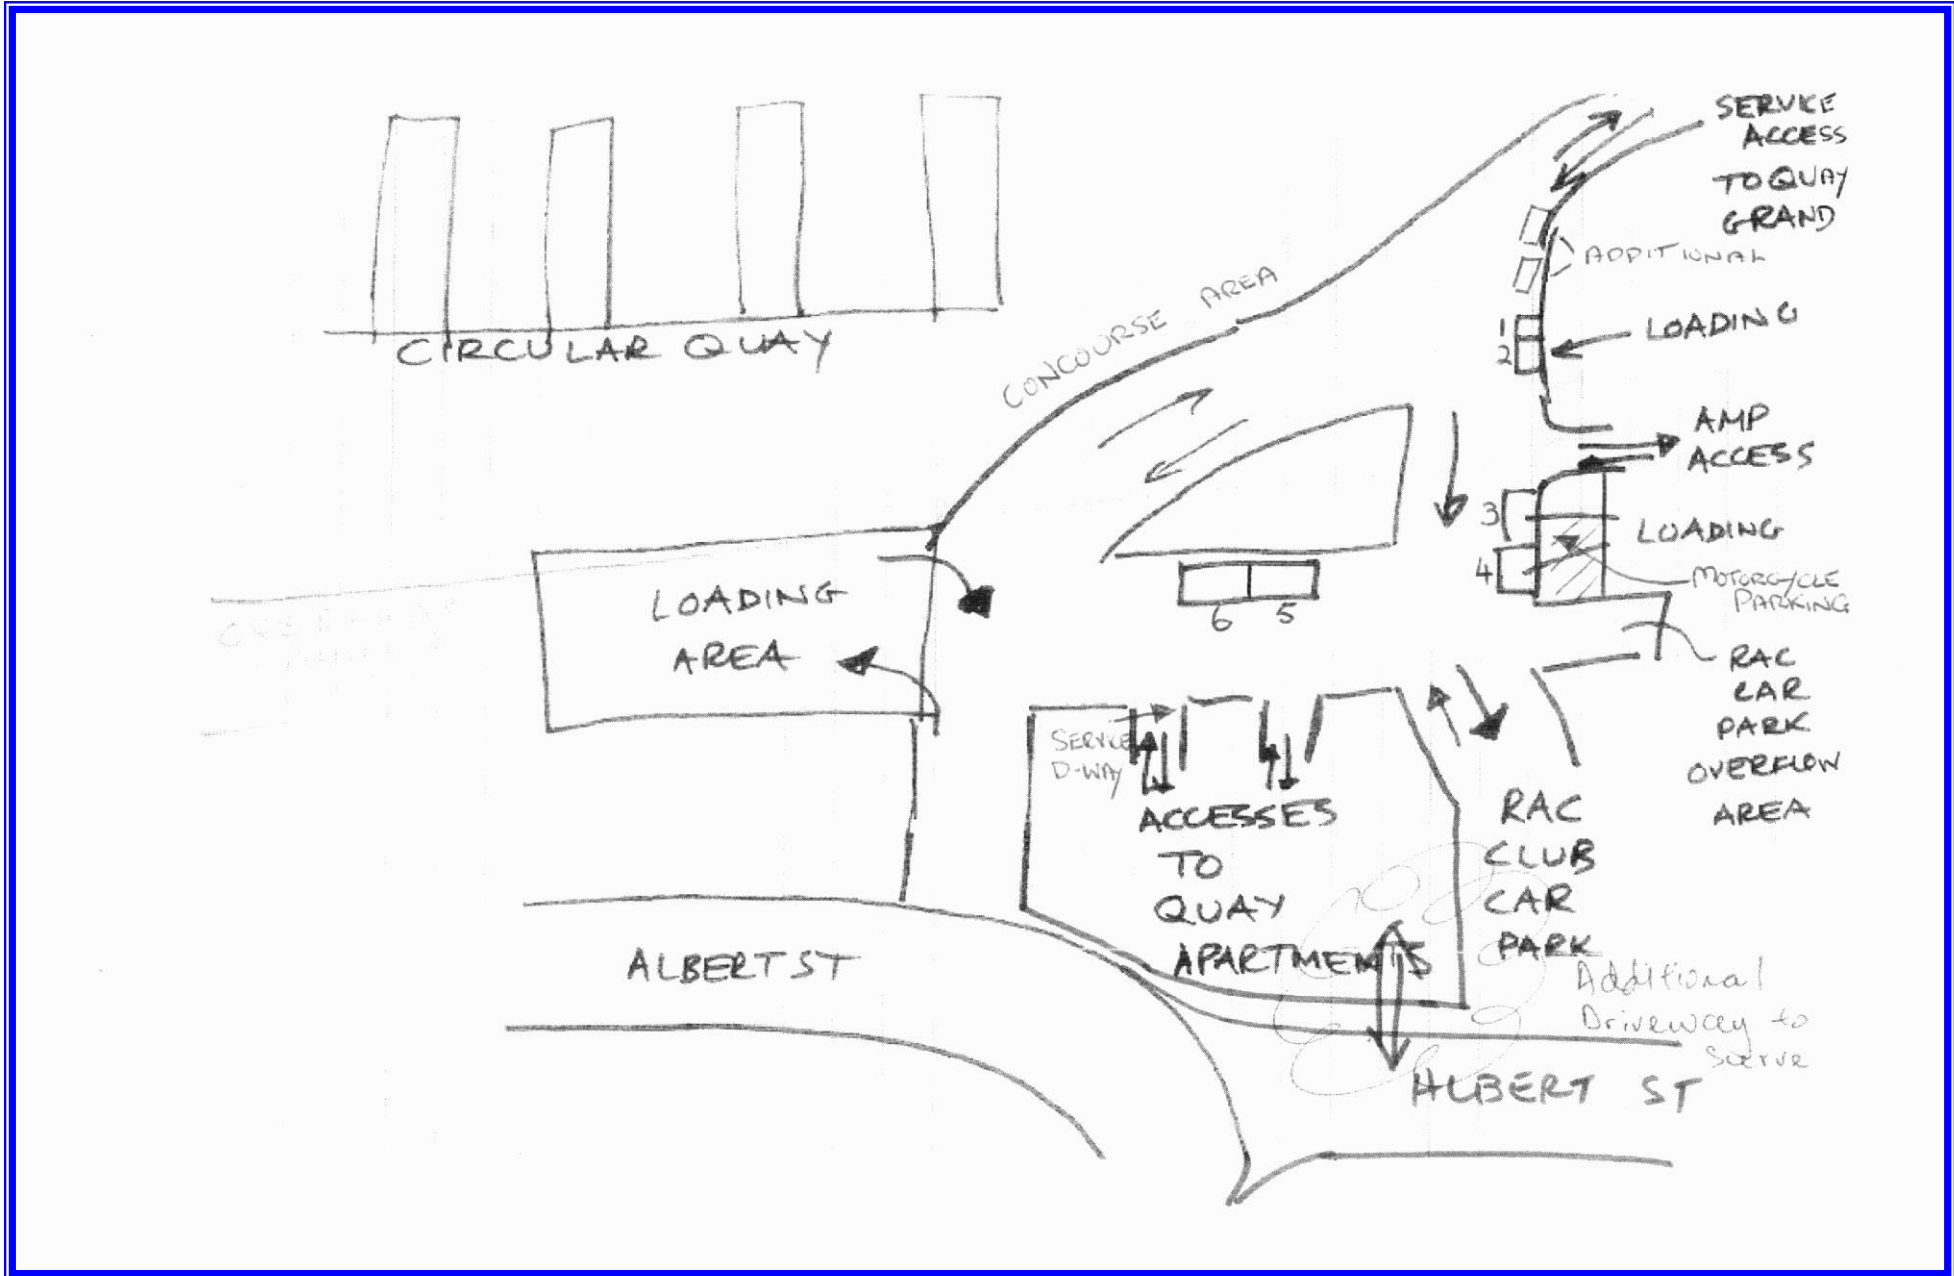 SERVICE
ACCESS
TO QUAY
GRAND
ADDITIONAL
CONCOURSE AREA
1
2
LOADING
CIRCULAR QUAY
AMP
ACCESS
3
LOADING
4
MOTORCYCLE
PARKING
6 5
LOADING
AREA
RAC
CAR
PARK
OVERFLOW
AREA
SERVICE
D-WAY
ACCESSES
TO
QUAY
APARTMENTS
RAC
CLUB
CAR
PARK
ALBERT ST
Additional
Driveway to
Serve
ALBERT ST